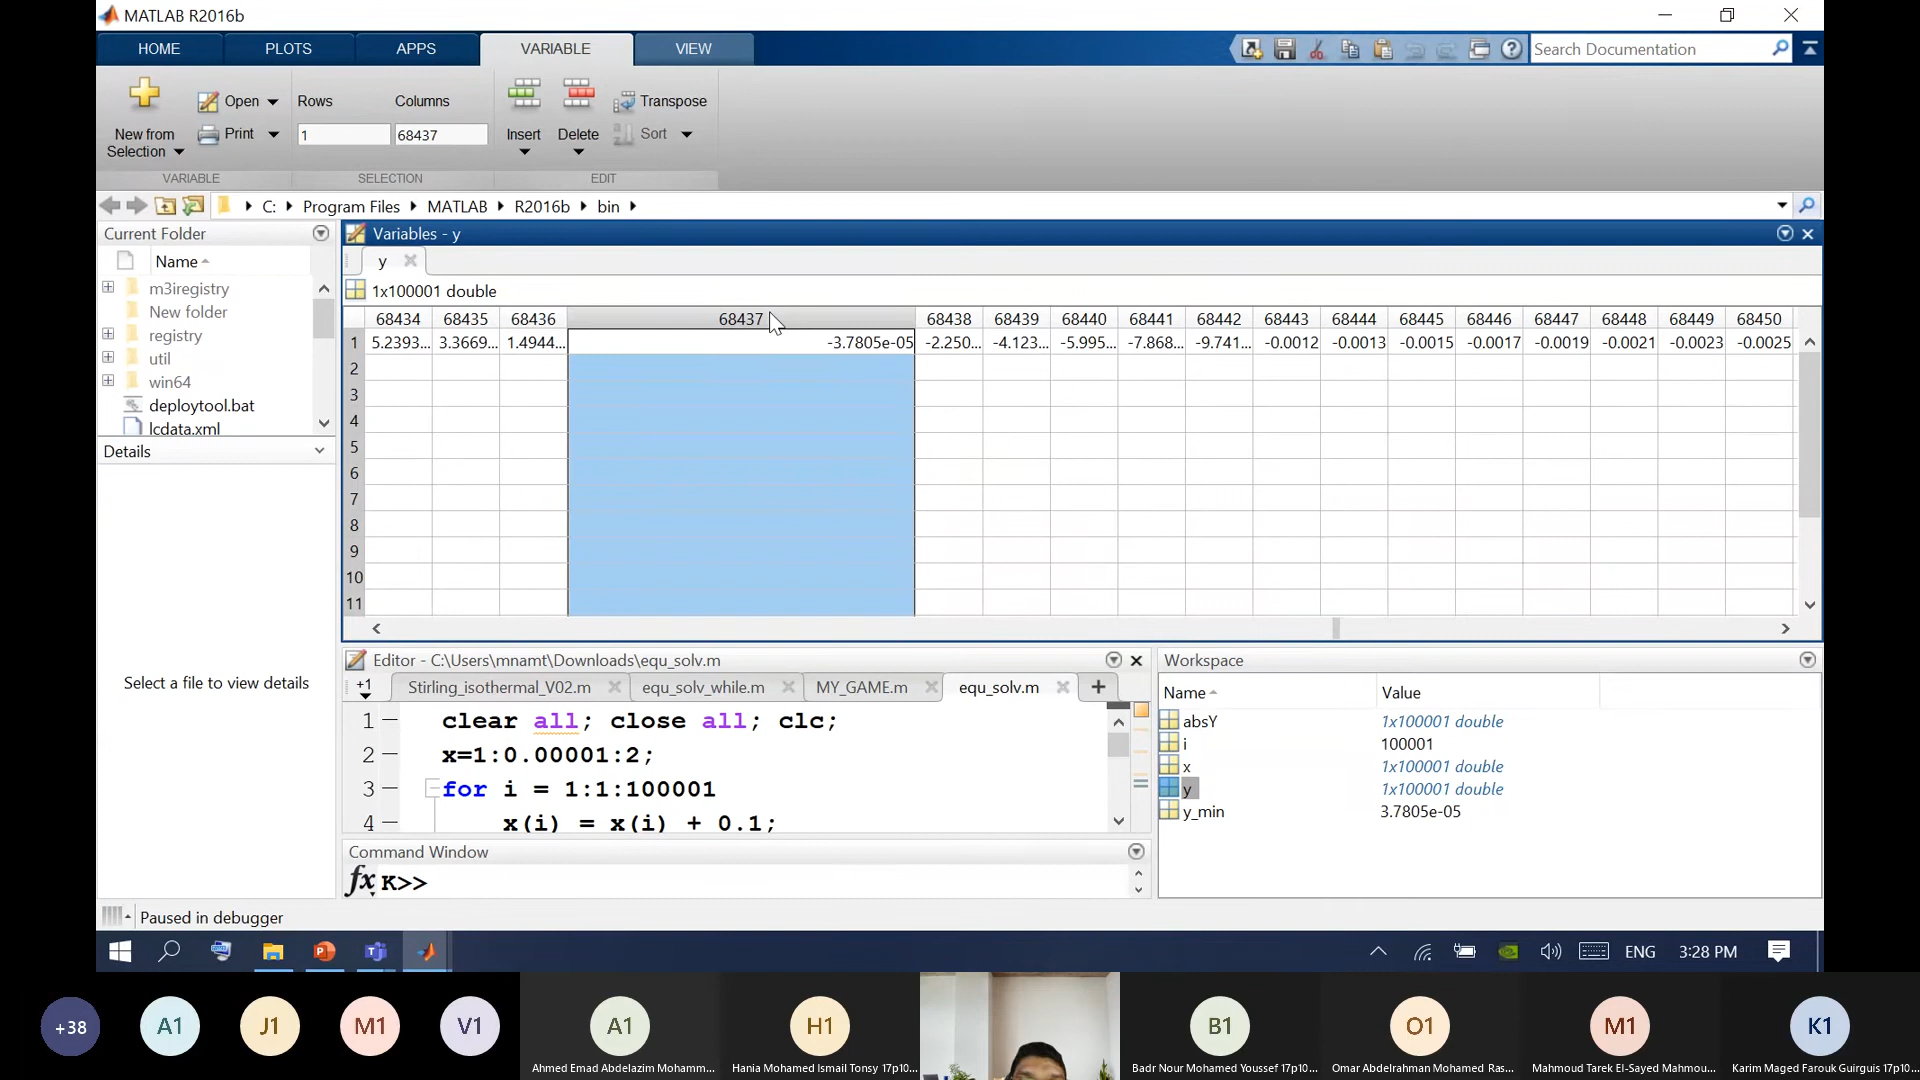 MATLAB R2016b
HOME PLOTS APPS VARIABLE VIEW
Search Documentation
New from
Selection
Open
Print
Rows Columns
1 68437
Insert Delete
Transpose
Sort
VARIABLE SELECTION EDIT
C: Program Files MATLAB R2016b bin
Current Folder
Name
m3iregistry
New folder
registry
util
win64
deploytool.bat
lcdata.xml
Details
Select a file to view details
Variables - y
y
1x100001 double
68434 68435 68436 68437 68438 68439 68440 68441 68442 68443 68444 68445 68446 68447 68448 68449 68450
1 5.2393... 3.3669... 1.4944... -3.7805e-05 -2.250... -4.123... -5.995... -7.868... -9.741... -0.0012 -0.0013 -0.0015 -0.0017 -0.0019 -0.0021 -0.0023 -0.0025
2
3
4
5
6
7
8
9
10
11
Editor - C:\Users\mnamt\Downloads\equ_solv.m
+1 Stirling_isothermal_V02.m equ_solv_while.m MY_GAME.m equ_solv.m
1 clear all; close all; clc;
2 x=1:0.00001:2;
3 for i = 1:1:100001
4 x(i) = x(i) + 0.1;
Command Window
fx K>>
Workspace
Name Value
absY 1x100001 double
i 100001
x 1x100001 double
y 1x100001 double
y_min 3.7805e-05
Paused in debugger
ENG 3:28 PM
+38 A1 J1 M1 V1 A1 H1 B1 O1 M1 K1
Ahmed Emad Abdelazim Mohamm... Hania Mohamed Ismail Tonsy 17p10... Badr Nour Mohamed Youssef 17p10... Omar Abdelrahman Mohamed Ras... Mahmoud Tarek El-Sayed Mahmou... Karim Maged Farouk Guirguis 17p10...